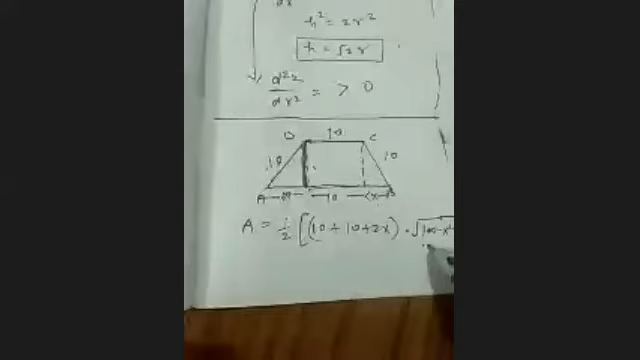 h² = 2r²
h = √2 r
d²z/dr² = > 0
D 10 C
10 10
A x 10 x B
A = 1/2 [(10 + 10 + 2x) · √100-x²